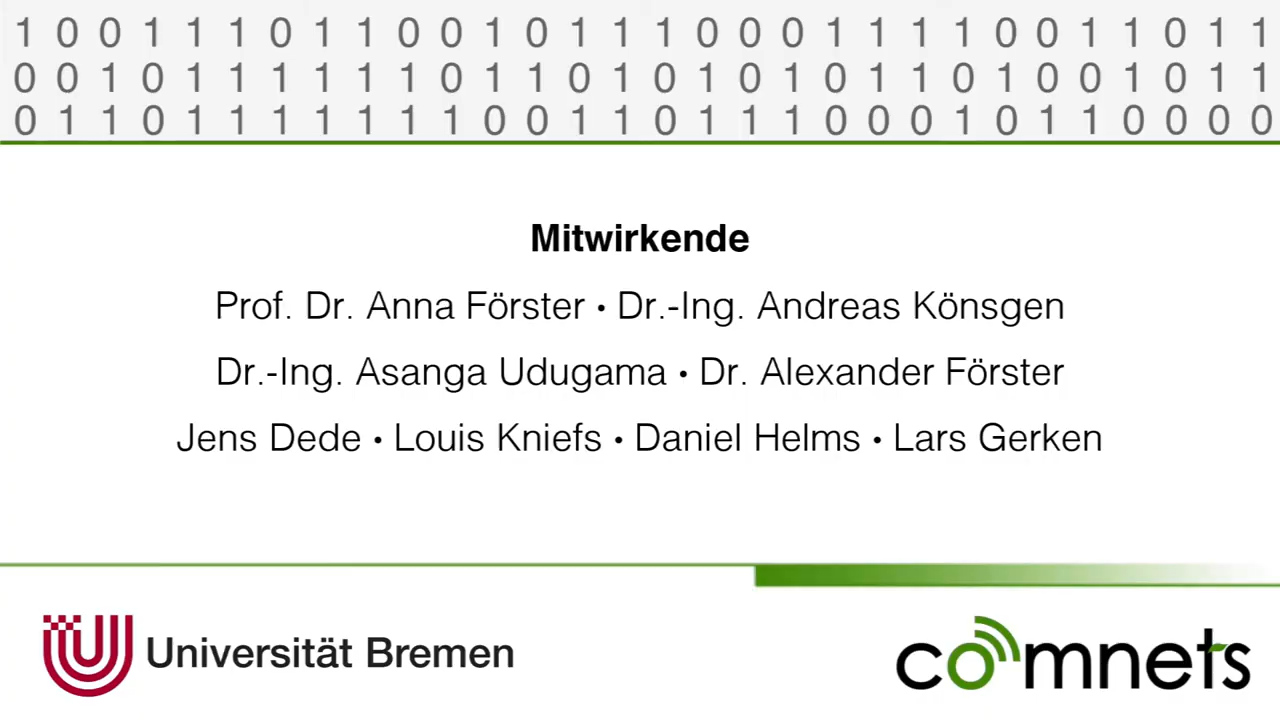 1 0 0 1 1 1 0 1 1 0 0 1 0 1 1 1 0 0 0 1 1 1 1 0 0 1 1 0 1 1
0 0 1 0 1 1 1 1 1 1 0 1 1 0 1 0 1 0 1 0 1 1 0 1 0 0 1 0 1 1
0 1 1 0 1 1 1 1 1 1 1 0 0 1 1 0 1 1 1 0 0 0 1 0 1 1 0 0 0 0
Mitwirkende
Prof. Dr. Anna Förster • Dr.-Ing. Andreas Könsgen
Dr.-Ing. Asanga Udugama • Dr. Alexander Förster
Jens Dede • Louis Kniefs • Daniel Helms • Lars Gerken
Universität Bremen
comnets